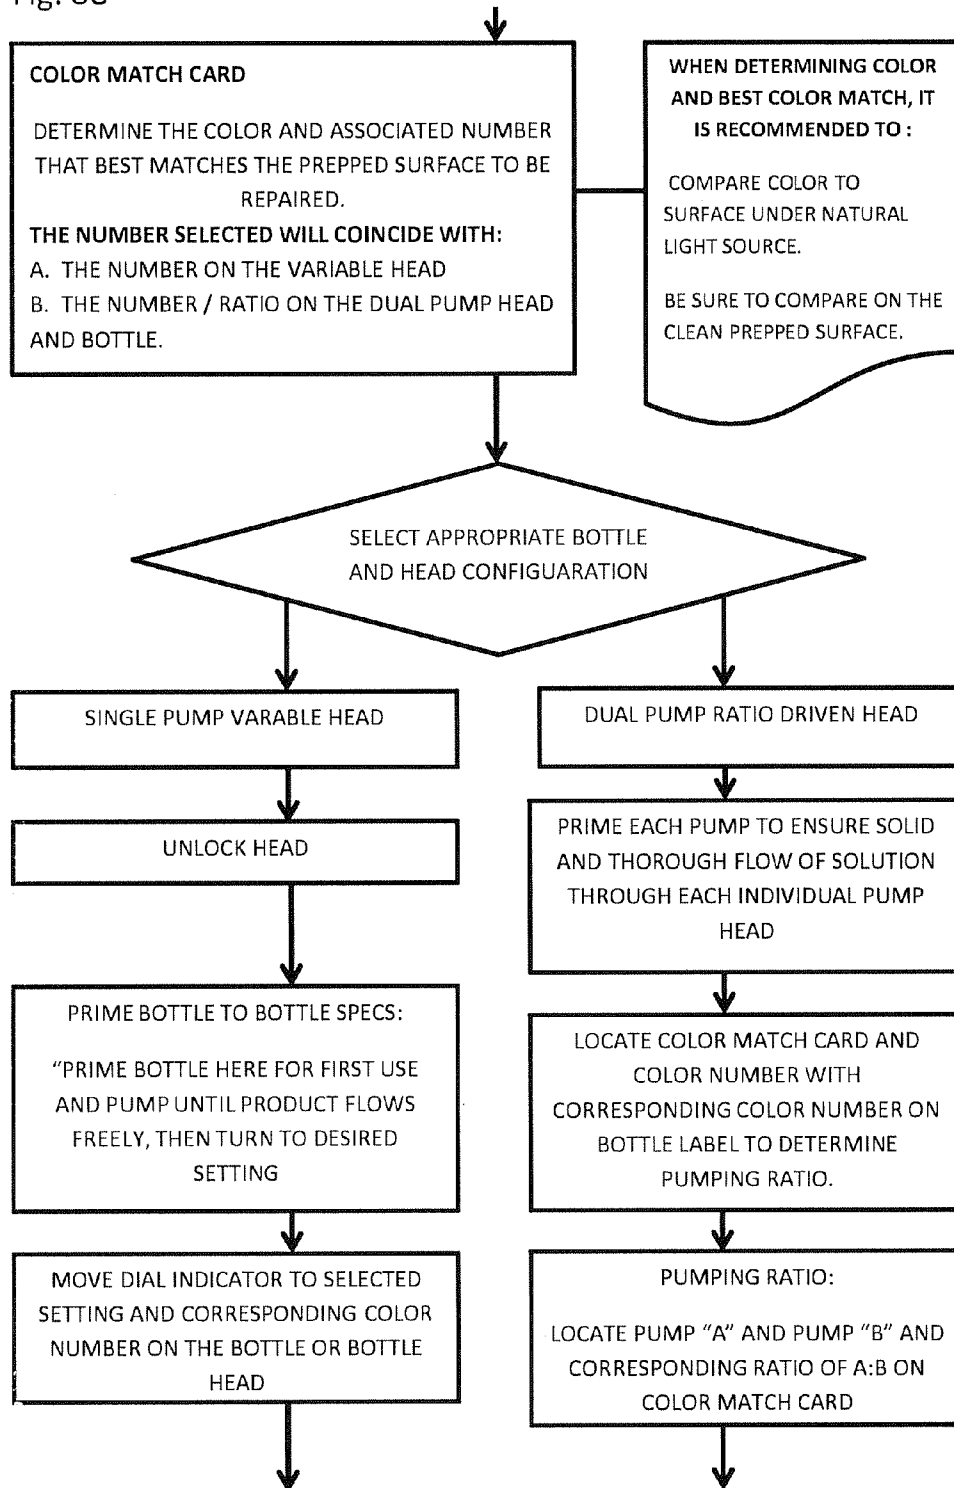 COLOR MATCH CARD
DETERMINE THE COLOR AND ASSOCIATED NUMBER
THAT BEST MATCHES THE PREPPED SURFACE TO BE
REPAIRED.
THE NUMBER SELECTED WILL COINCIDE WITH:
A. THE NUMBER ON THE VARIABLE HEAD
B. THE NUMBER / RATIO ON THE DUAL PUMP HEAD
AND BOTTLE.
WHEN DETERMINING COLOR
AND BEST COLOR MATCH, IT
IS RECOMMENDED TO :
COMPARE COLOR TO
SURFACE UNDER NATURAL
LIGHT SOURCE.
BE SURE TO COMPARE ON THE
CLEAN PREPPED SURFACE.
SELECT APPROPRIATE BOTTLE
AND HEAD CONFIGUARATION
SINGLE PUMP VARABLE HEAD
UNLOCK HEAD
PRIME BOTTLE TO BOTTLE SPECS:
“PRIME BOTTLE HERE FOR FIRST USE
AND PUMP UNTIL PRODUCT FLOWS
FREELY, THEN TURN TO DESIRED
SETTING
MOVE DIAL INDICATOR TO SELECTED
SETTING AND CORRESPONDING COLOR
NUMBER ON THE BOTTLE OR BOTTLE
HEAD
DUAL PUMP RATIO DRIVEN HEAD
PRIME EACH PUMP TO ENSURE SOLID
AND THOROUGH FLOW OF SOLUTION
THROUGH EACH INDIVIDUAL PUMP
HEAD
LOCATE COLOR MATCH CARD AND
COLOR NUMBER WITH
CORRESPONDING COLOR NUMBER ON
BOTTLE LABEL TO DETERMINE
PUMPING RATIO.
PUMPING RATIO:
LOCATE PUMP “A” AND PUMP “B” AND
CORRESPONDING RATIO OF A:B ON
COLOR MATCH CARD